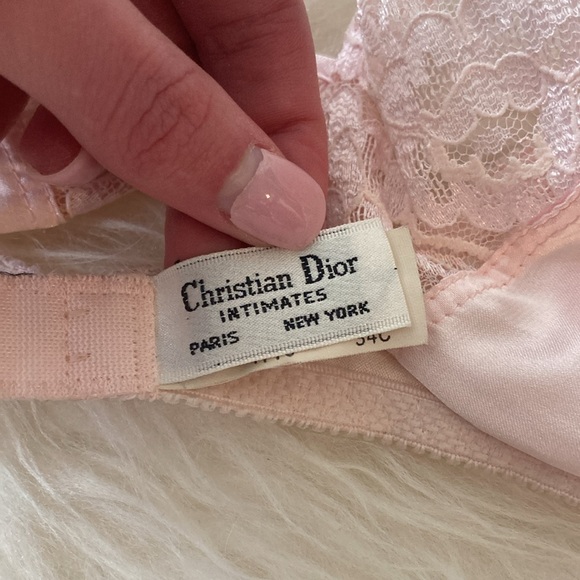 Christian Dior
INTIMATES
PARIS NEW YORK
34C